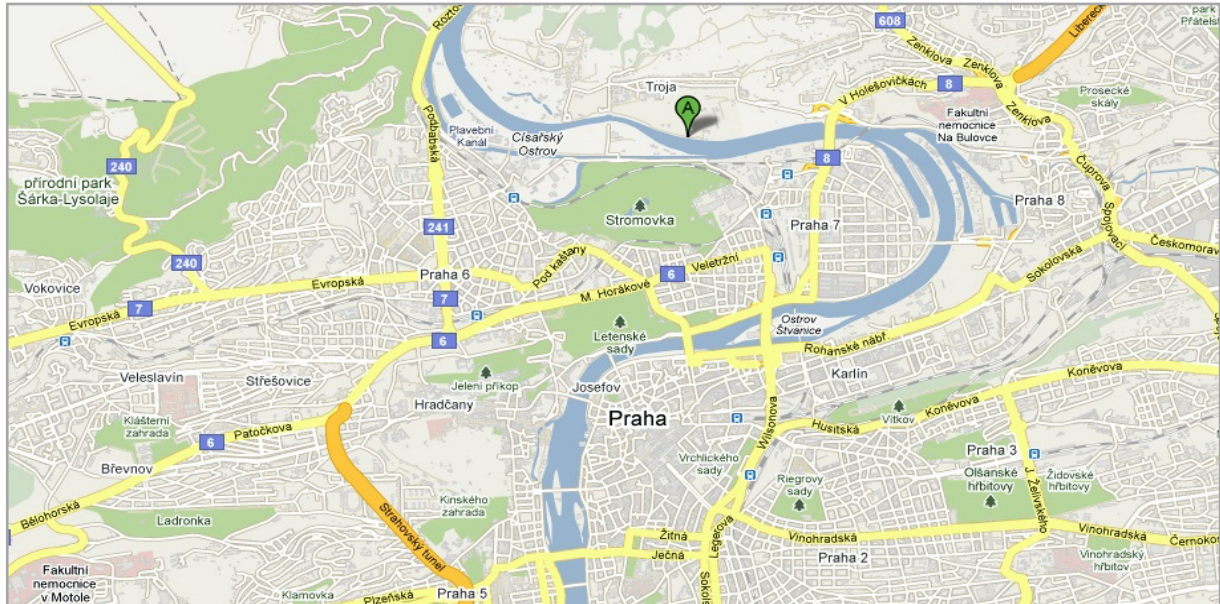 Rozto
608
Zenklova
Liberec
park
Přátelst
Zenklova
Troja
A
V Holešovičkách
8
Zenklova
Prosecké
skály
Podbabská
Plavební
Kanál
Císařský
Ostrov
Fakultní
nemocnice
Na Bulovce
8
Čuprova
240
přírodní park
Šárka-Lysolaje
Stromovka
Praha 7
Praha 8
Spojovací
241
Českomorav
240
Praha 6
Pod kaštany
Veletržní
6
Sokolovská
Vokovice
Evropská
7
M. Horákové
7
Evropská
6
Letenské
sady
Ostrov
Štvanice
Rohanské nábř.
Veleslavín
Střešovice
Jelení příkop
Josefov
Karlín
Koněvova
Hradčany
Praha
Wilsonova
Vítkov
Koněvova
Husitská
Klášterní
zahrada
Patočkova
6
Břevnov
Vrchlického
sady
Riegrovy
sady
Praha 3
Olšanské
hřbitovy
Židovské
hřbitovy
J. Želivského
Bělohorská
Ladronka
Strahovský tunel
Kinského
zahrada
Žitná
Ječná
Legerova
Vinohradská
Vinohradská
Černokos
Praha 2
Vinohradský
hřbitov
Fakultní
nemocnice
v Motole
Klamovka
Plzeňská
Praha 5
Sokols